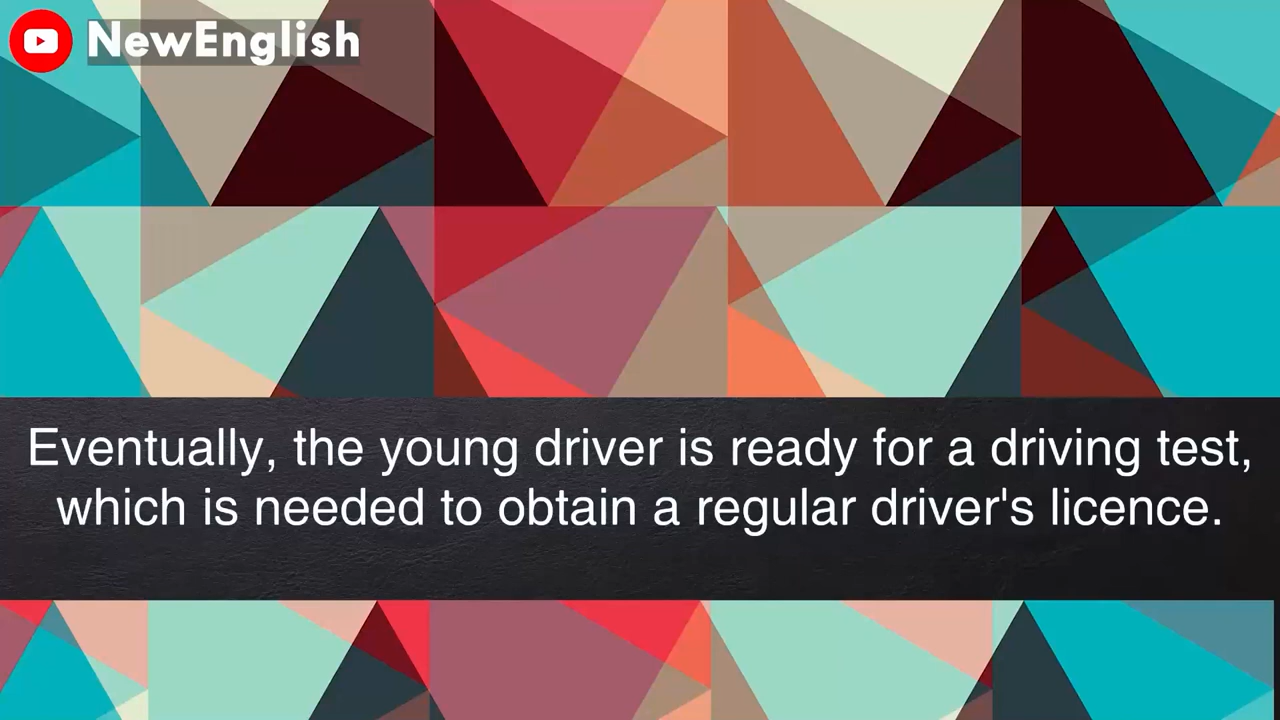 NewEnglish
Eventually, the young driver is ready for a driving test,
which is needed to obtain a regular driver's licence.